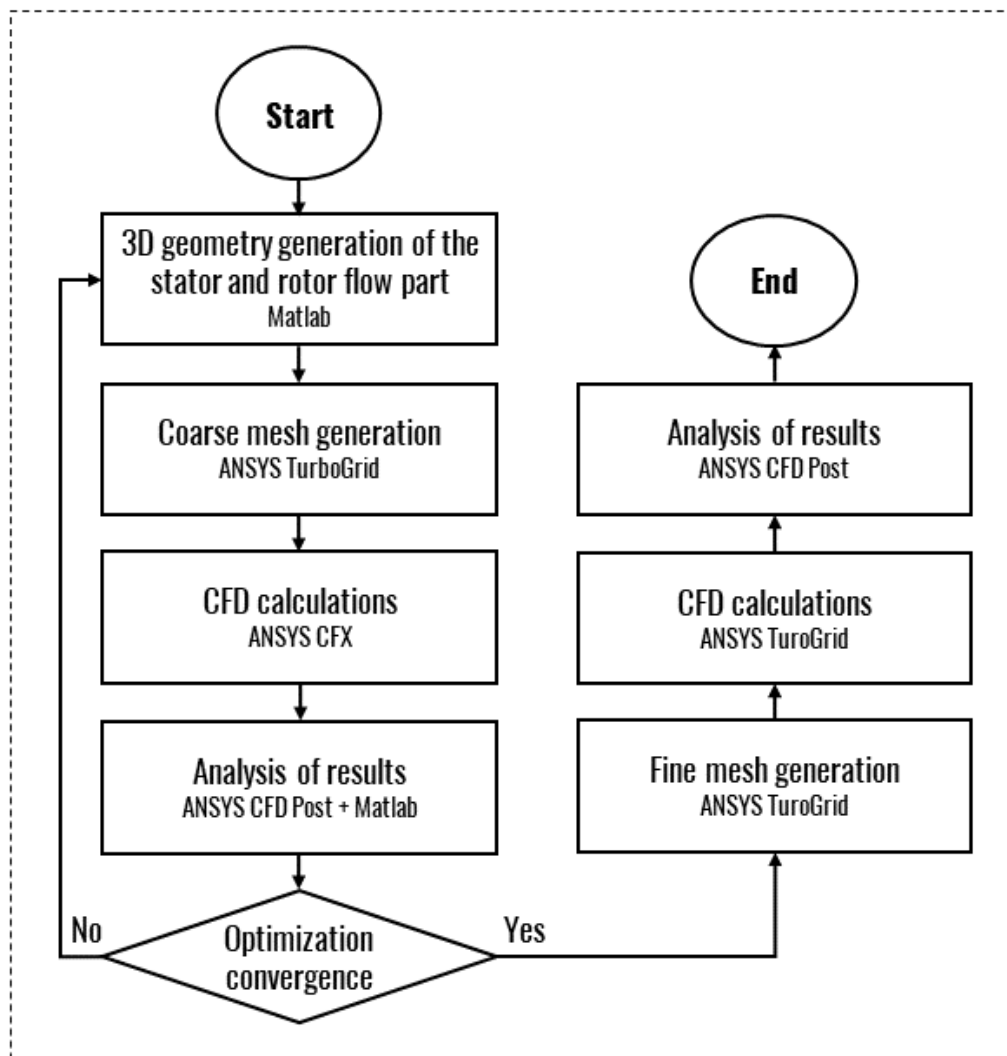 Start
3D geometry generation of the
stator and rotor flow part
Matlab
Coarse mesh generation
ANSYS TurboGrid
CFD calculations
ANSYS CFX
Analysis of results
ANSYS CFD Post + Matlab
Optimization
convergence
No
Yes
Fine mesh generation
ANSYS TuroGrid
CFD calculations
ANSYS TuroGrid
Analysis of results
ANSYS CFD Post
End